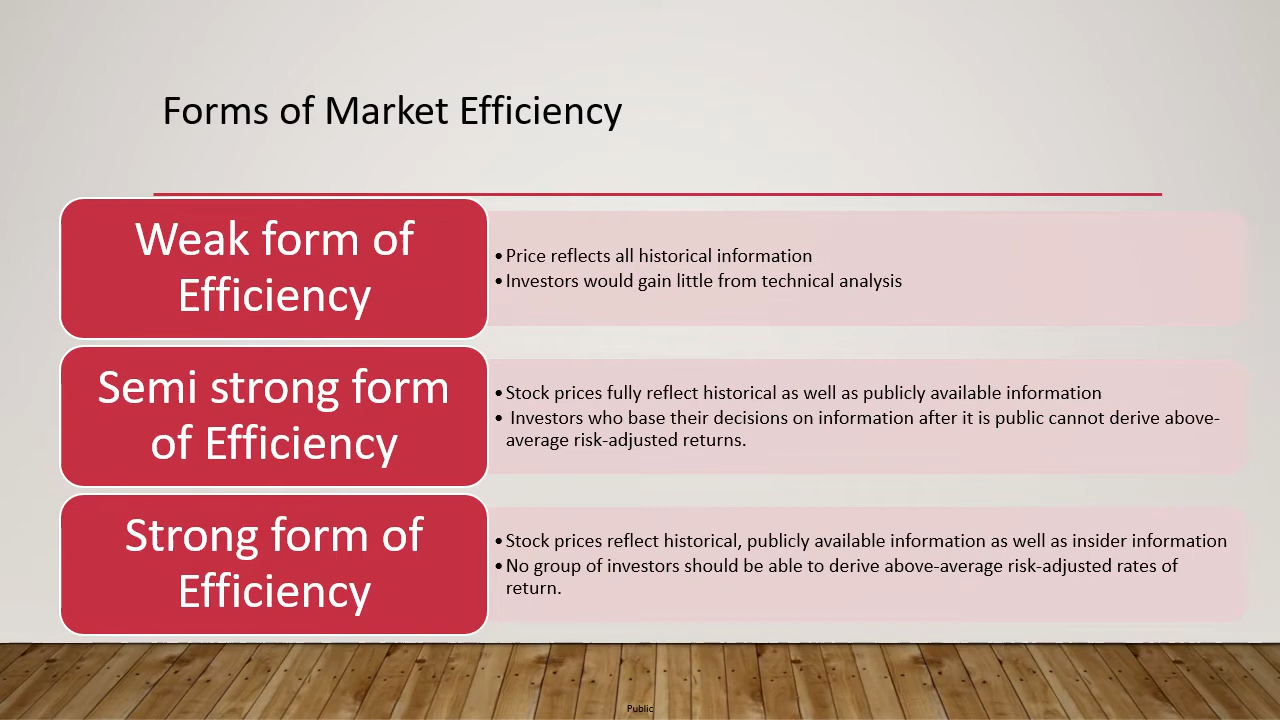 Forms of Market Efficiency
Weak form of
Efficiency
•Price reflects all historical information
•Investors would gain little from technical analysis
Semi strong form
of Efficiency
•Stock prices fully reflect historical as well as publicly available information
• Investors who base their decisions on information after it is public cannot derive above-
average risk-adjusted returns.
Strong form of
Efficiency
•Stock prices reflect historical, publicly available information as well as insider information
•No group of investors should be able to derive above-average risk-adjusted rates of
return.
Public